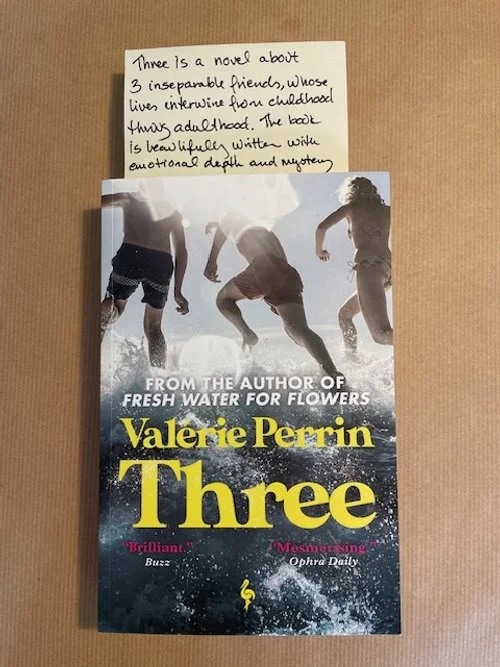 Three is a novel about
3 inseparable friends, whose
lives intervine from childhood
thru adulthood. The book
is beautifully written with
emotional depth and mystery
FROM THE AUTHOR OF
FRESH WATER FOR FLOWERS
Valérie Perrin
Three
"Brilliant." "Mesmerising."
Buzz Ophra Daily